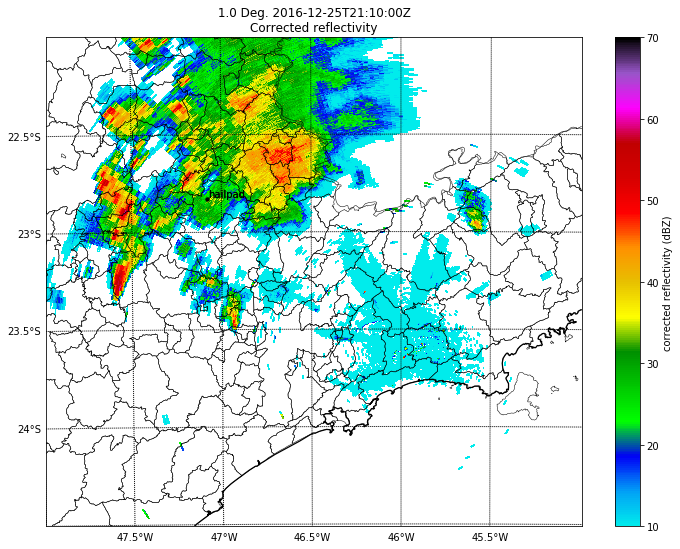 1.0 Deg. 2016-12-25T21:10:00Z
Corrected reflectivity
22.5°S
23°S
23.5°S
24°S
47.5°W
47°W
46.5°W
46°W
45.5°W
hailpad
70
60
50
40
30
20
10
corrected reflectivity (dBZ)